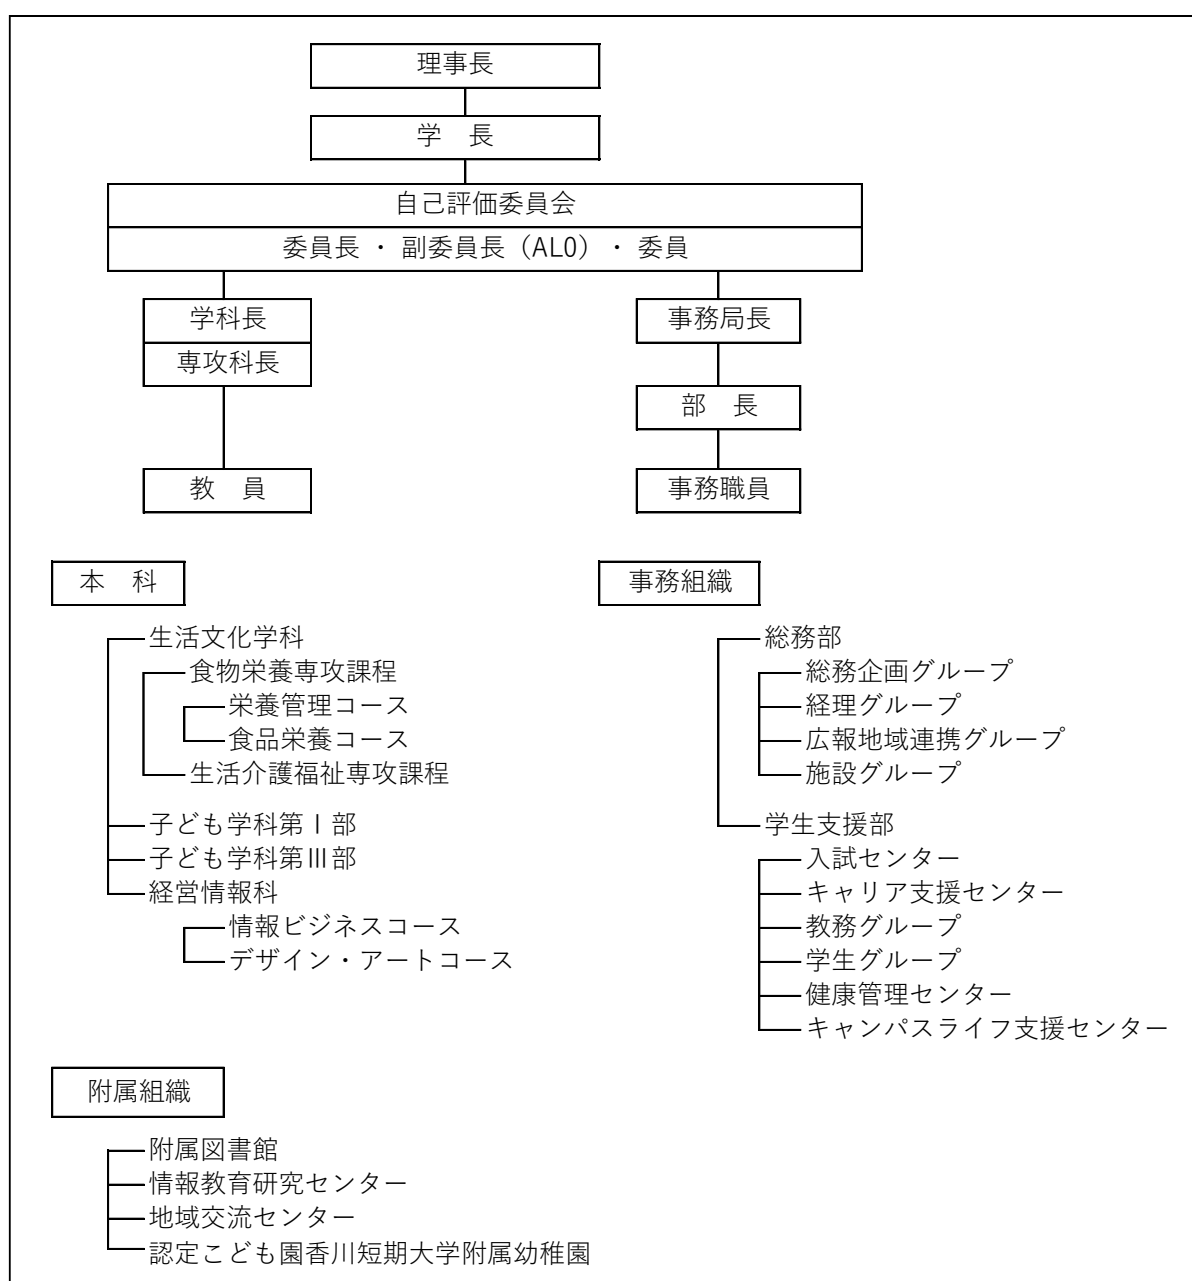 理事長
学　長
自己評価委員会
委員長 ・ 副委員長（ALO）・ 委員
学科長
専攻科長
教　員
事務局長
部　長
事務職員
本　科
生活文化学科
食物栄養専攻課程
栄養管理コース
食品栄養コース
生活介護福祉専攻課程
子ども学科第Ⅰ部
子ども学科第Ⅲ部
経営情報科
情報ビジネスコース
デザイン・アートコース
事務組織
総務部
総務企画グループ
経理グループ
広報地域連携グループ
施設グループ
学生支援部
入試センター
キャリア支援センター
教務グループ
学生グループ
健康管理センター
キャンパスライフ支援センター
附属組織
附属図書館
情報教育研究センター
地域交流センター
認定こども園香川短期大学附属幼稚園